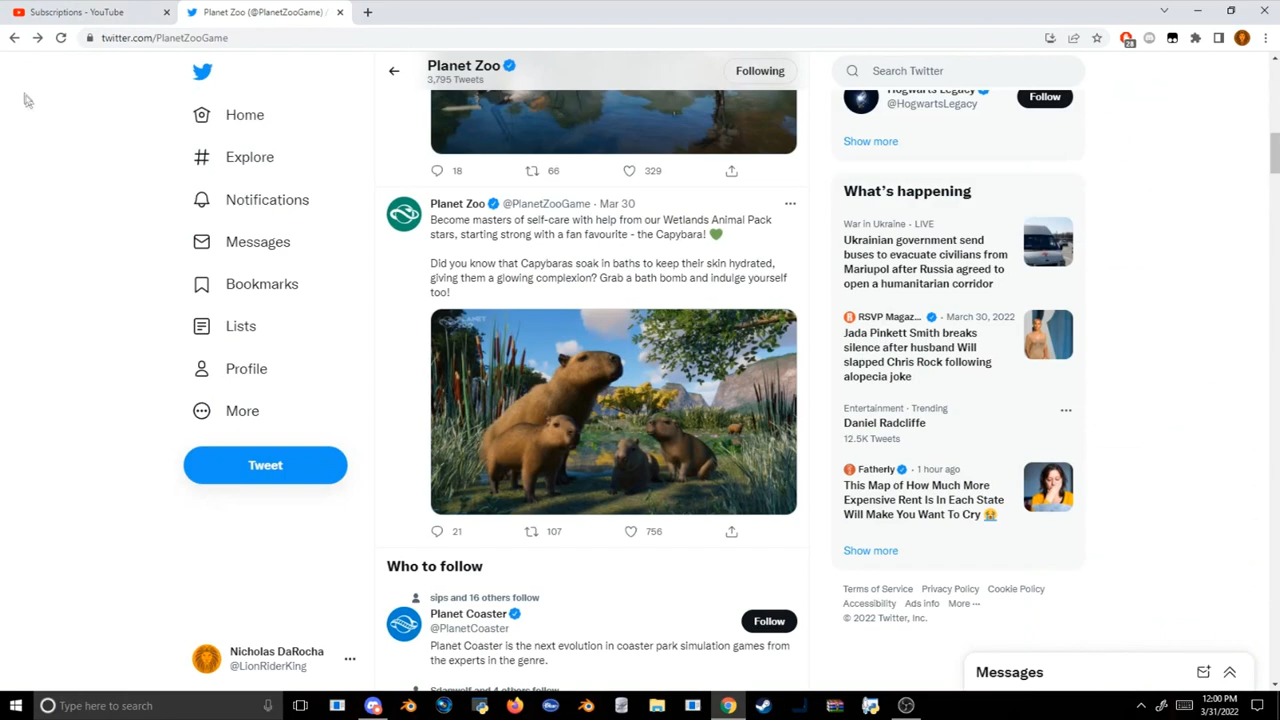 Subscriptions - YouTube
Planet Zoo (@PlanetZooGame) /
twitter.com/PlanetZooGame
28
Home
Explore
Notifications
Messages
Bookmarks
Lists
Profile
More
Tweet
Nicholas DaRocha
@LionRiderKing
Planet Zoo
3,795 Tweets
Following
18
66
329
Planet Zoo @PlanetZooGame · Mar 30
Become masters of self-care with help from our Wetlands Animal Pack
stars, starting strong with a fan favourite - the Capybara! 💚
Did you know that Capybaras soak in baths to keep their skin hydrated,
giving them a glowing complexion? Grab a bath bomb and indulge yourself
too!
PLANET ZOO
21
107
756
Who to follow
sips and 16 others follow
Planet Coaster
@PlanetCoaster
Follow
Planet Coaster is the next evolution in coaster park simulation games from
the experts in the genre.
Search Twitter
Hogwarts Legacy
@HogwartsLegacy
Follow
Show more
What's happening
War in Ukraine · LIVE
Ukrainian government send
buses to evacuate civilians from
Mariupol after Russia agreed to
open a humanitarian corridor
RSVP Magaz... · March 30, 2022
Jada Pinkett Smith breaks
silence after husband Will
slapped Chris Rock following
alopecia joke
Entertainment · Trending
Daniel Radcliffe
12.5K Tweets
Fatherly · 1 hour ago
This Map of How Much More
Expensive Rent Is In Each State
Will Make You Want To Cry 😭
Show more
Terms of Service Privacy Policy Cookie Policy
Accessibility Ads info More ···
© 2022 Twitter, Inc.
Messages
Type here to search
12:00 PM
3/31/2022